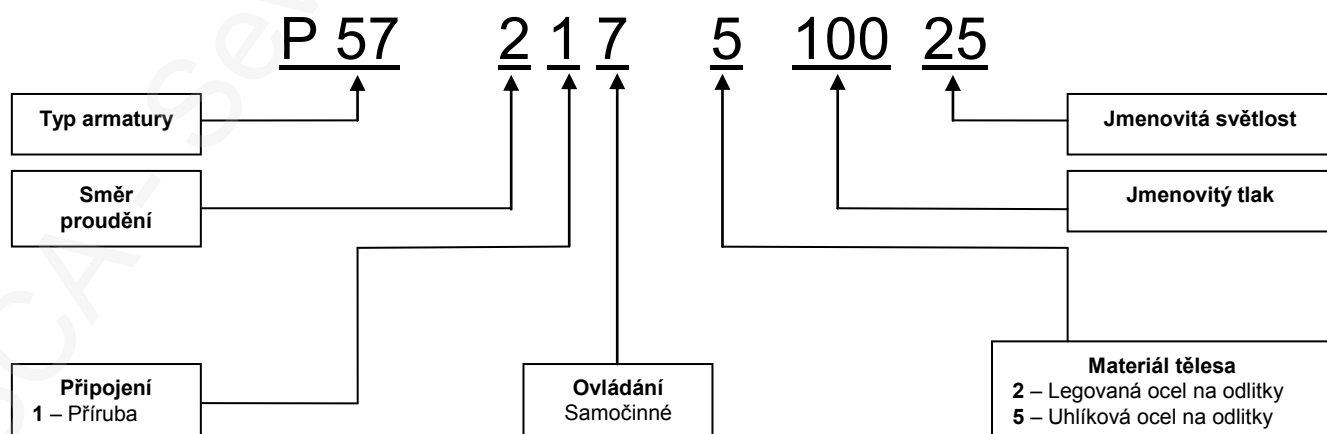 P 57 2 1 7 5 100 25
Typ armatury
Jmenovitá světlost
Směr
proudění
Jmenovitý tlak
Připojení
1 – Příruba
Ovládání
Samočinné
Materiál tělesa
2 – Legovaná ocel na odlitky
5 – Uhlíková ocel na odlitky